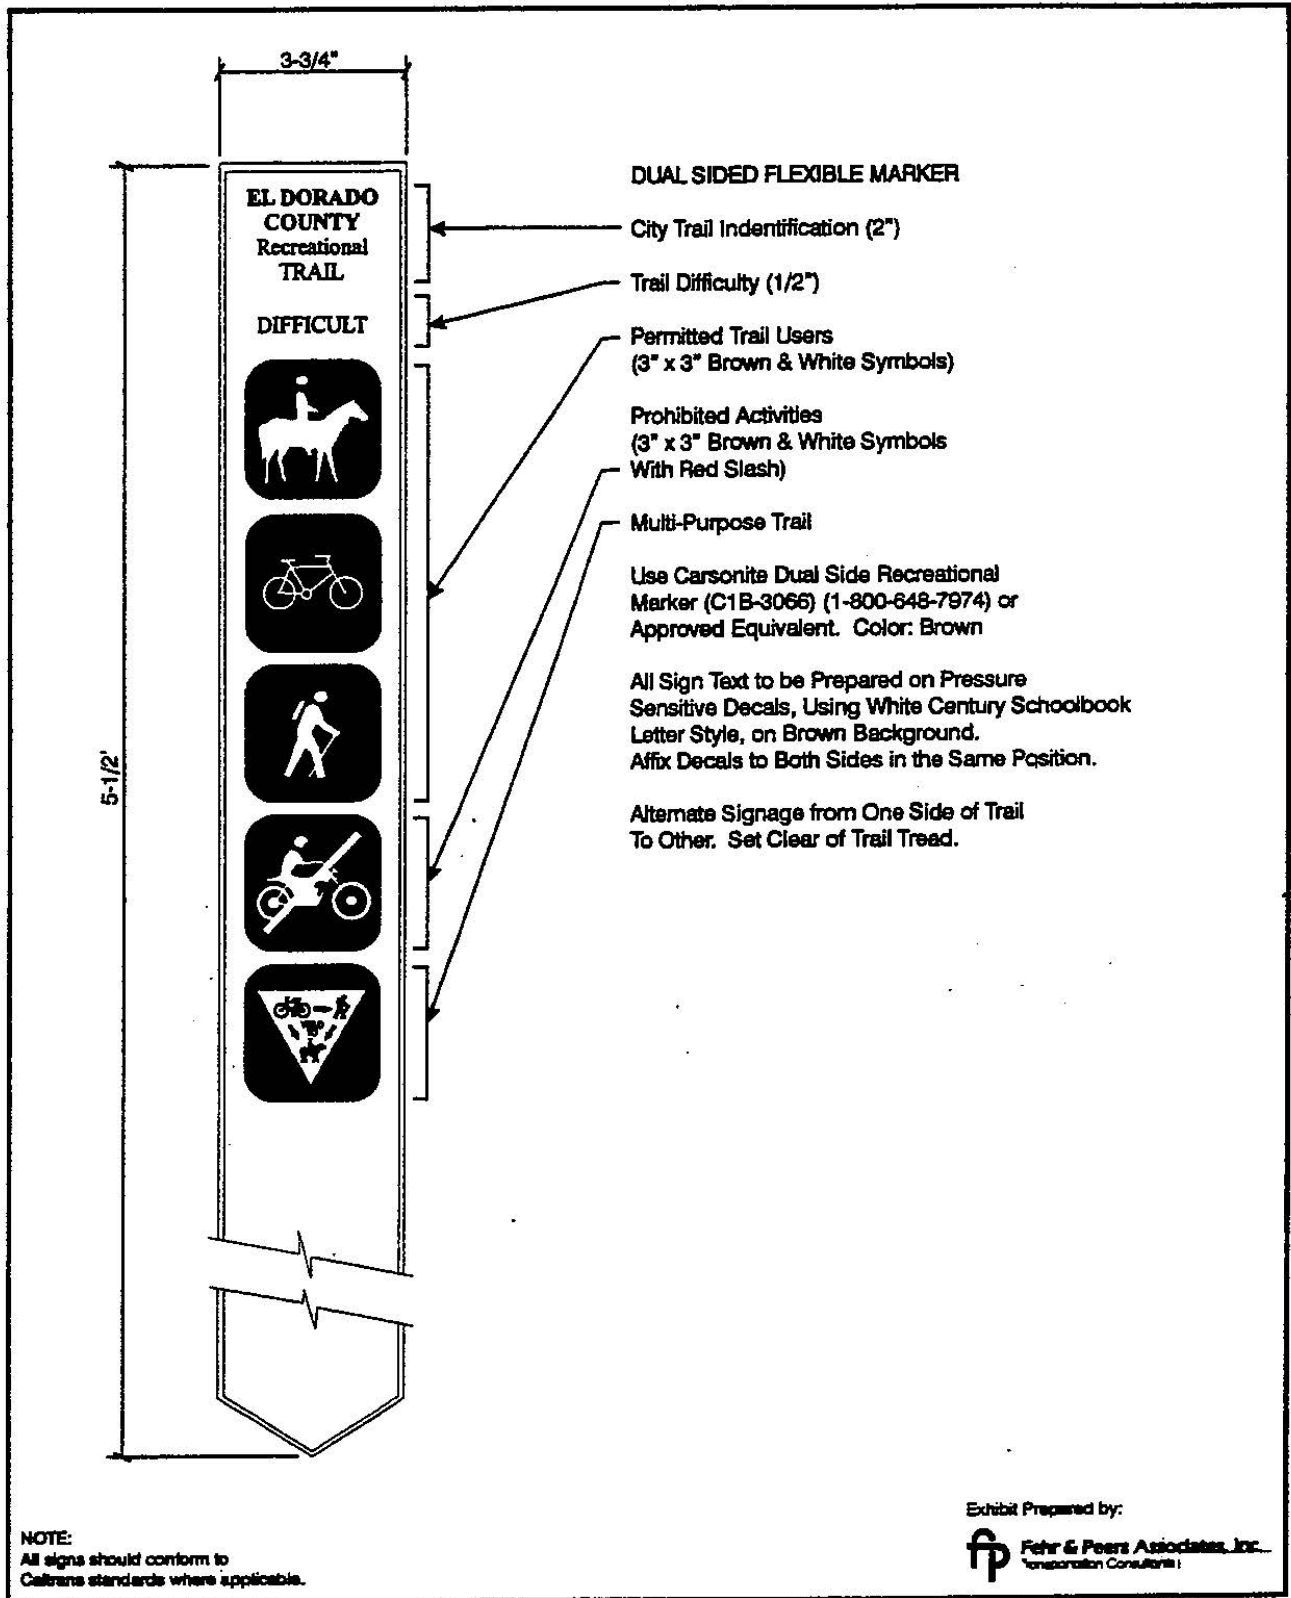 3-3/4"
EL DORADO
COUNTY
Recreational
TRAIL
DIFFICULT
5-1/2'
DUAL SIDED FLEXIBLE MARKER
City Trail Indentification (2")
Trail Difficulty (1/2")
Permitted Trail Users
(3" x 3" Brown & White Symbols)
Prohibited Activities
(3" x 3" Brown & White Symbols
With Red Slash)
Multi-Purpose Trail
Use Carsonite Dual Side Recreational
Marker (C1B-3066) (1-800-648-7974) or
Approved Equivalent. Color: Brown
All Sign Text to be Prepared on Pressure
Sensitive Decals, Using White Century Schoolbook
Letter Style, on Brown Background.
Affix Decals to Both Sides in the Same Position.
Alternate Signage from One Side of Trail
To Other. Set Clear of Trail Tread.
NOTE:
All signs should conform to
Caltrans standards where applicable.
Exhibit Prepared by:
fp
Fehr & Peers Associates, Inc.
Transportation Consultants